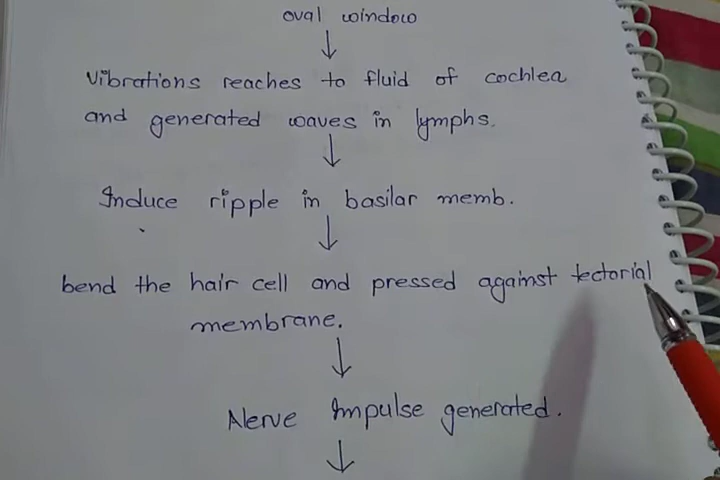 oval window
↓
Vibrations reaches to fluid of cochlea
and generated waves in lymphs.
↓
Induce ripple in basilar memb.
↓
bend the hair cell and pressed against tectorial
membrane.
↓
Nerve Impulse generated.
↓